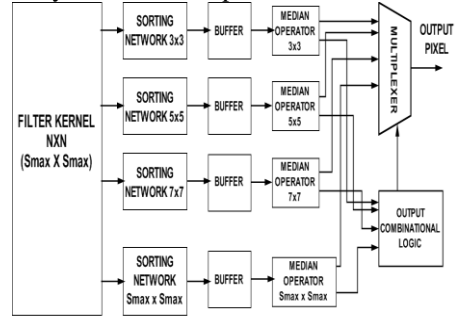 FILTER KERNEL
NXN
(Smax X Smax)
SORTING
NETWORK 3x3
BUFFER
MEDIAN
OPERATOR
3x3
SORTING
NETWORK 5x5
BUFFER
MEDIAN
OPERATOR
5x5
SORTING
NETWORK 7x7
BUFFER
MEDIAN
OPERATOR
7x7
SORTING
NETWORK
Smax x Smax
BUFFER
MEDIAN
OPERATOR
Smax x Smax
MULTIPLEXER
OUTPUT
PIXEL
OUTPUT
COMBINATIONAL
LOGIC